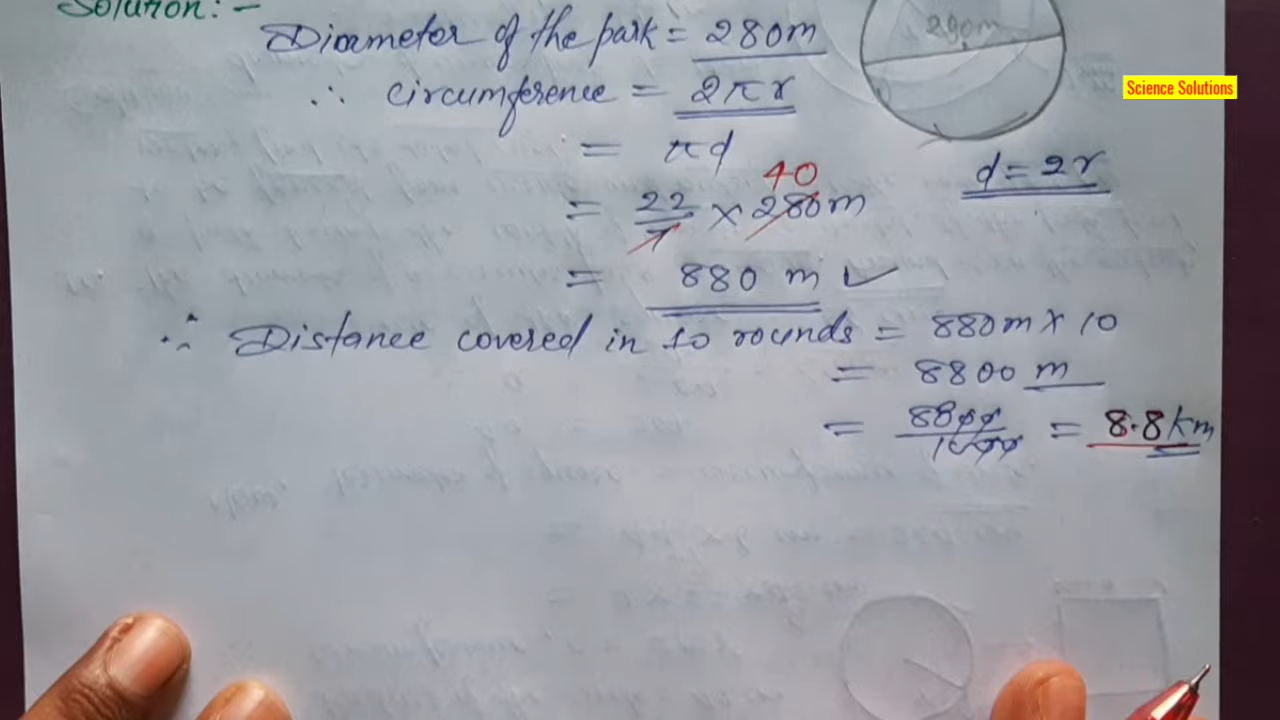 Solution:-
Diameter of the park = 280m
280m
Science Solutions
∴ circumference = 2πr
= πd
d = 2r
40
= 22/7 × 280m
= 880 m ✓
∴ Distance covered in 10 rounds = 880m × 10
= 8800 m
= 8800/1000 = 8.8km